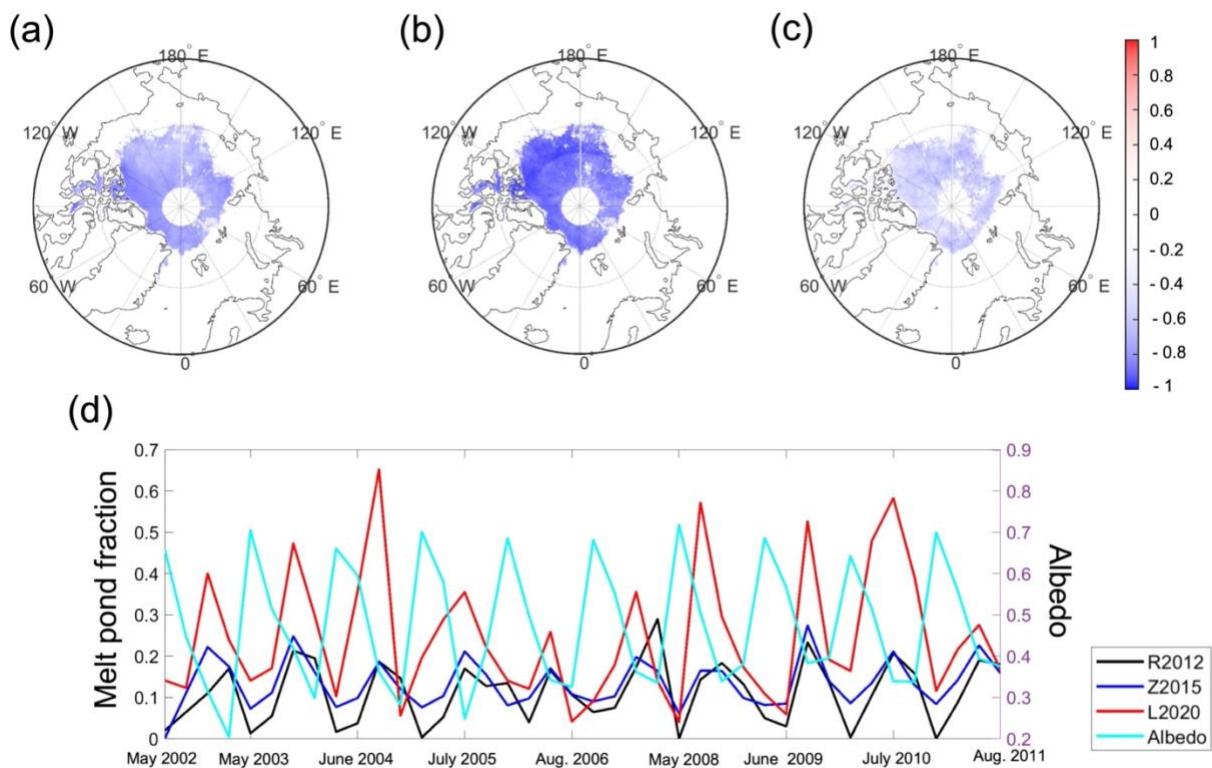 (a)
(b)
(c)
180° E
120° W
120° E
60° W
60° E
0°
180° E
120° W
120° E
60° W
60° E
0°
180° E
120° W
120° E
60° W
60° E
0°
1
0.8
0.6
0.4
0.2
0
- 0.2
- 0.4
- 0.6
- 0.8
- 1
(d)
Melt pond fraction
0.7
0.6
0.5
0.4
0.3
0.2
0.1
0
0.9
0.8
0.7
0.6
0.5
0.4
0.3
0.2
Albedo
May 2002
May 2003
June 2004
July 2005
Aug. 2006
May 2008
June 2009
July 2010
Aug. 2011
R2012
Z2015
L2020
Albedo